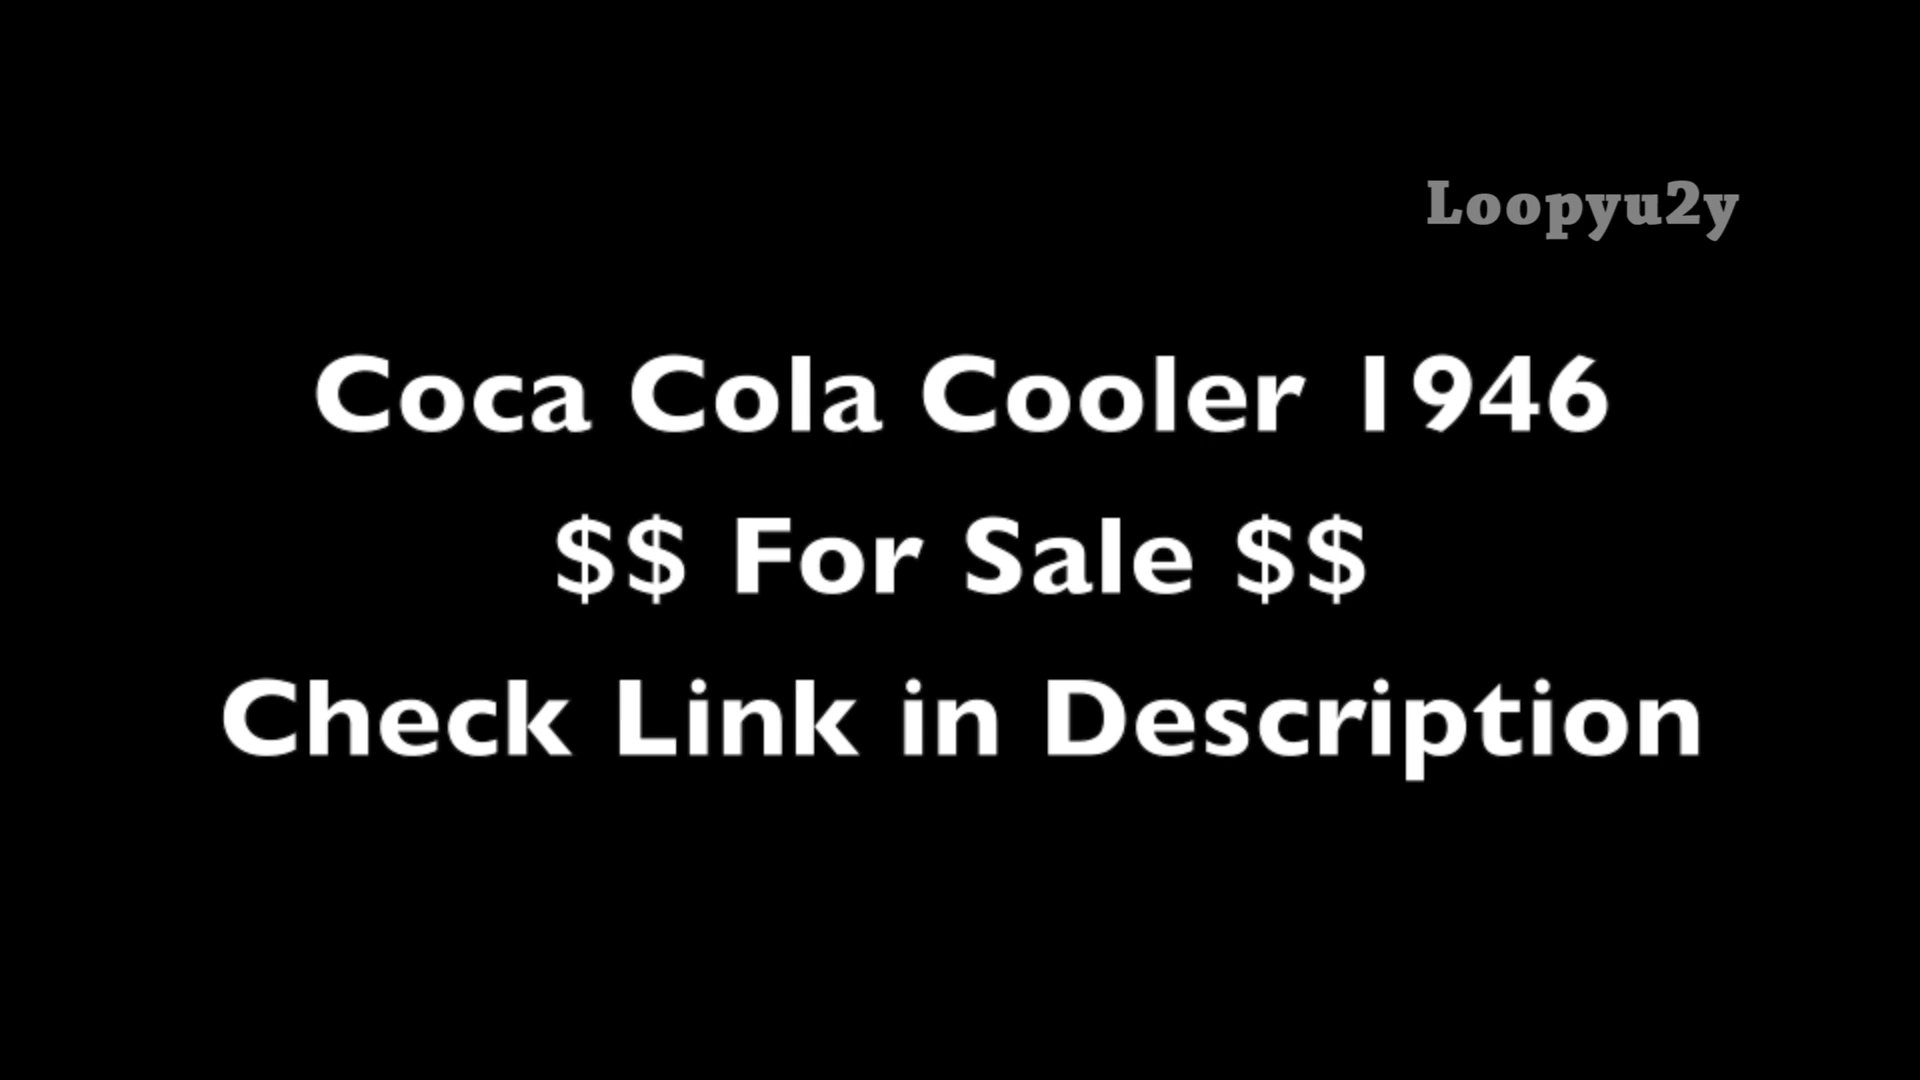 Loopyu2y
Coca Cola Cooler 1946
$$ For Sale $$
Check Link in Description